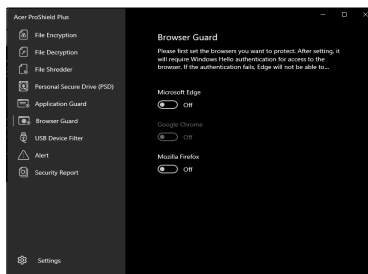 Acer ProShield Plus
File Encryption
File Decryption
File Shredder
Personal Secure Drive (PSD)
Application Guard
Browser Guard
USB Device Filter
Alert
Security Report
Settings
Browser Guard
Please first set the browsers you want to protect. After setting, it
will require Windows Hello authentication for access to the
browser. If the authentication fails, Edge will not be able to...
Microsoft Edge
Off
Google Chrome
Off
Mozilla Firefox
Off